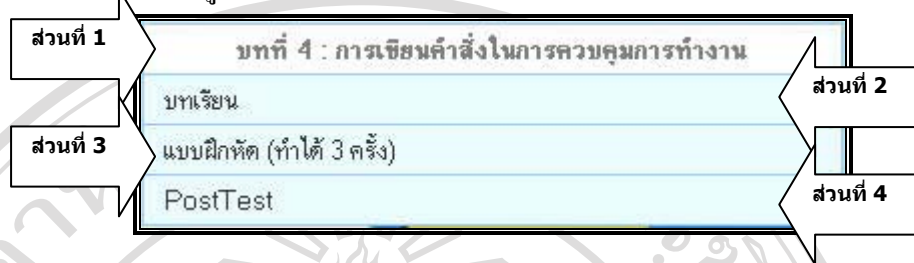 ส่วนที่ 1
บทที่ 4 : การเขียนคำสั่งในการควบคุมการทำงาน
บทเรียน
ส่วนที่ 2
ส่วนที่ 3
แบบฝึกหัด (ทำได้ 3 ครั้ง)
PostTest
ส่วนที่ 4